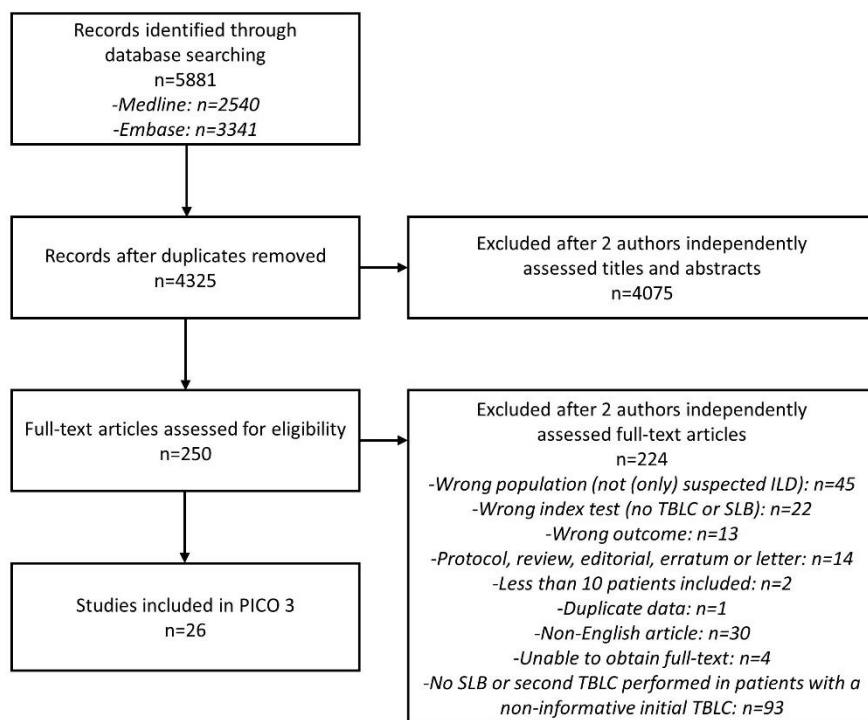 Records identified through
database searching
n=5881
-Medline: n=2540
-Embase: n=3341
Records after duplicates removed
n=4325
Excluded after 2 authors independently
assessed titles and abstracts
n=4075
Full-text articles assessed for eligibility
n=250
Excluded after 2 authors independently
assessed full-text articles
n=224
-Wrong population (not (only) suspected ILD): n=45
-Wrong index test (no TBLC or SLB): n=22
-Wrong outcome: n=13
-Protocol, review, editorial, erratum or letter: n=14
-Less than 10 patients included: n=2
-Duplicate data: n=1
-Non-English article: n=30
-Unable to obtain full-text: n=4
-No SLB or second TBLC performed in patients with a
non-informative initial TBLC: n=93
Studies included in PICO 3
n=26